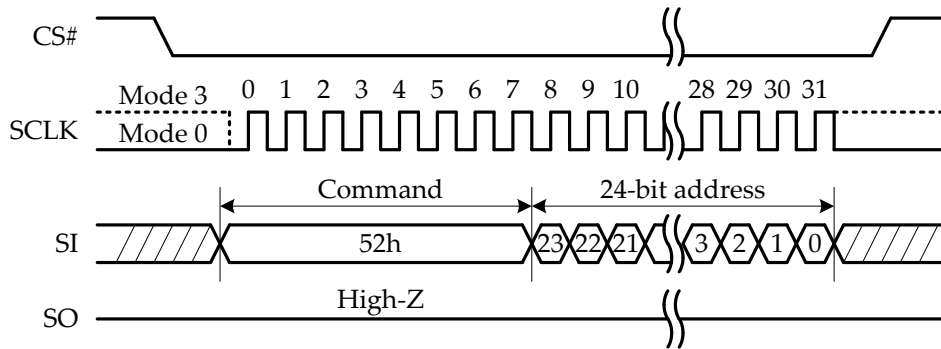 CS#
Mode 3 0 1 2 3 4 5 6 7 8 9 10 28 29 30 31
SCLK
Mode 0
Command 24-bit address
SI 52h 23 22 21 3 2 1 0
High-Z
SO